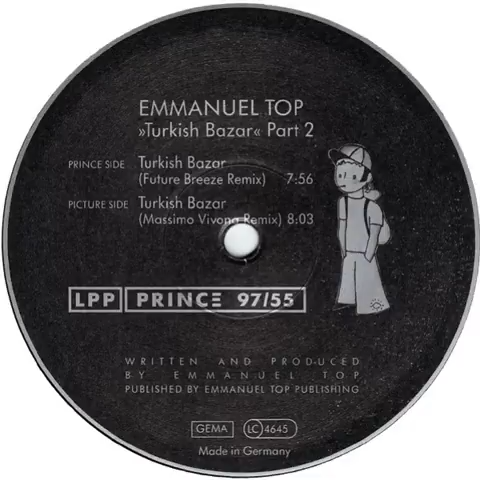 EMMANUEL TOP
»Turkish Bazar« Part 2
PRINCE SIDE Turkish Bazar
(Future Breeze Remix) 7:56
PICTURE SIDE Turkish Bazar
(Massimo Vivona Remix) 8:03
LPP PRINCE 97/55
WRITTEN AND PRODUCED
BY EMMANUEL TOP
PUBLISHED BY EMMANUEL TOP PUBLISHING
GEMA LC 4645
Made in Germany